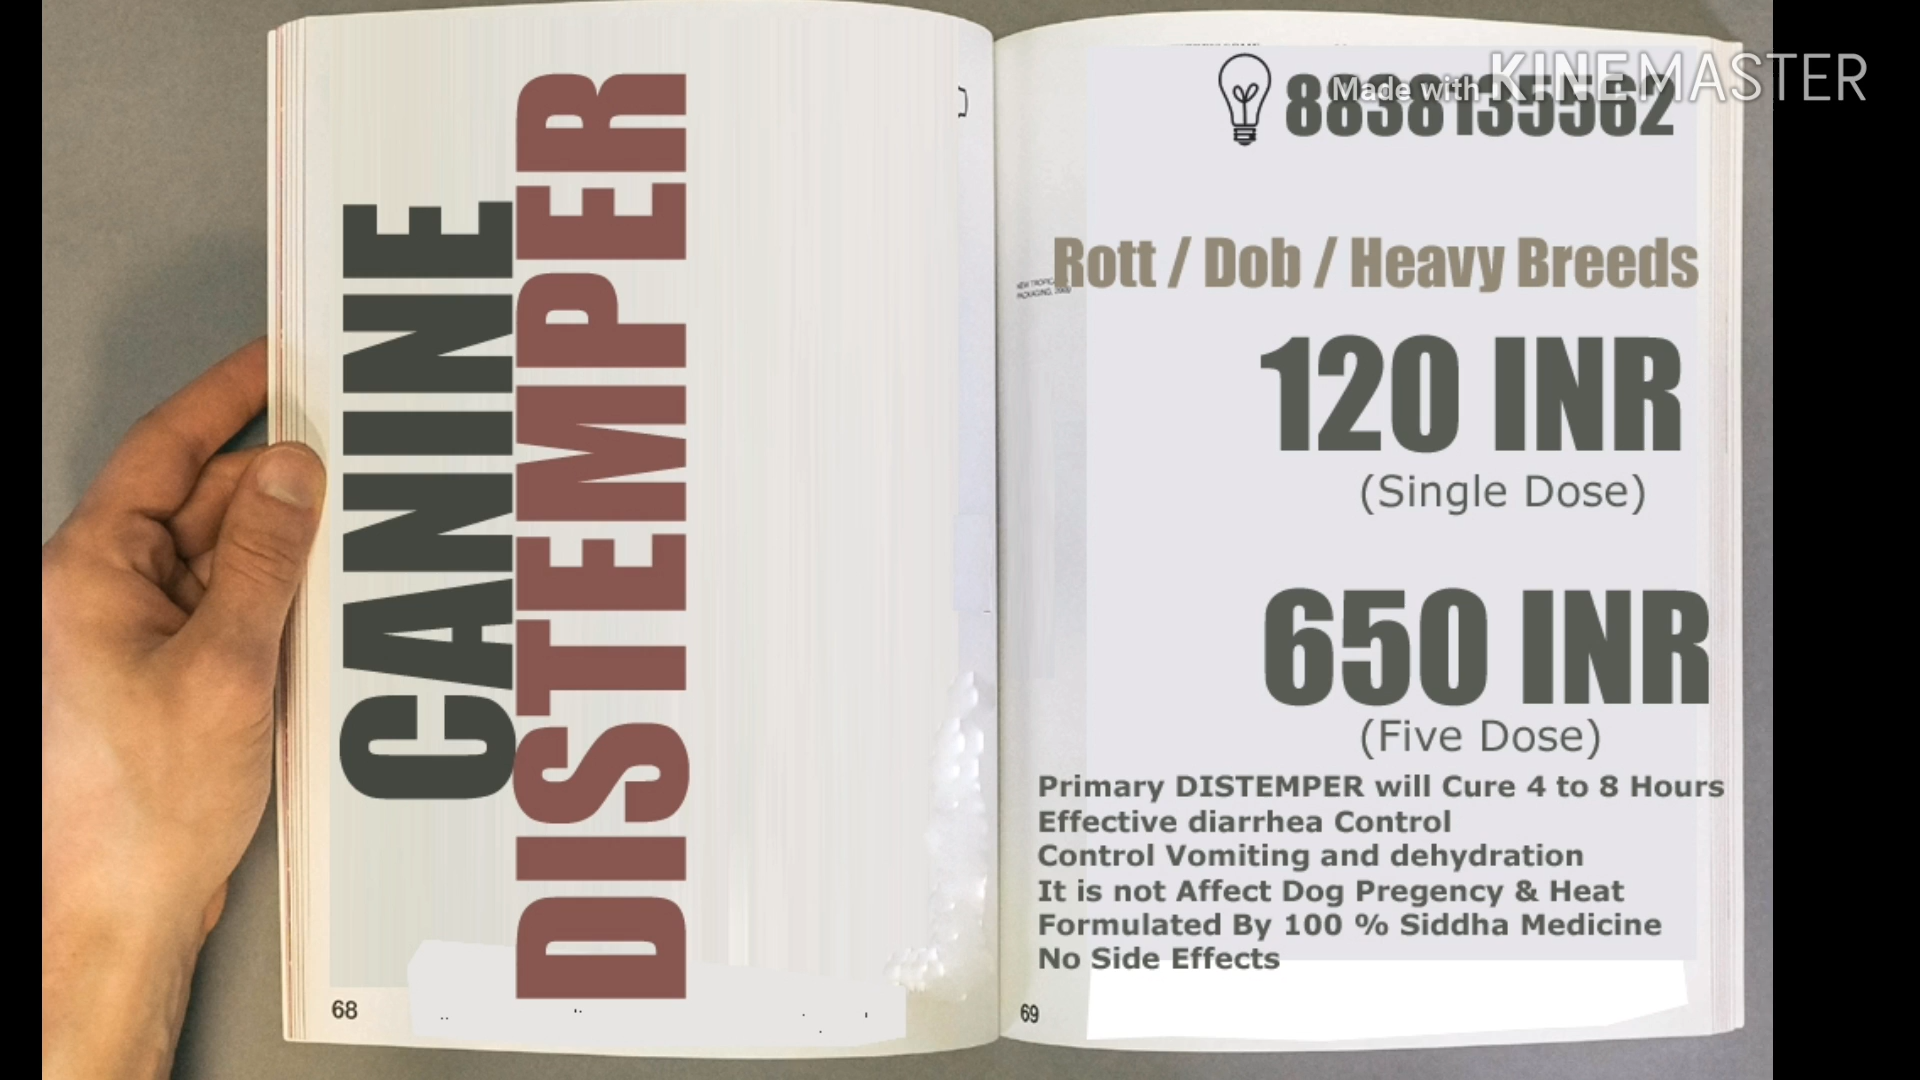 CANINE
DISTEMPER
68
Made with KINEMASTER
8838135562
Rott / Dob / Heavy Breeds
120 INR
(Single Dose)
650 INR
(Five Dose)
Primary DISTEMPER will Cure 4 to 8 Hours
Effective diarrhea Control
Control Vomiting and dehydration
It is not Affect Dog Pregency & Heat
Formulated By 100 % Siddha Medicine
No Side Effects
69